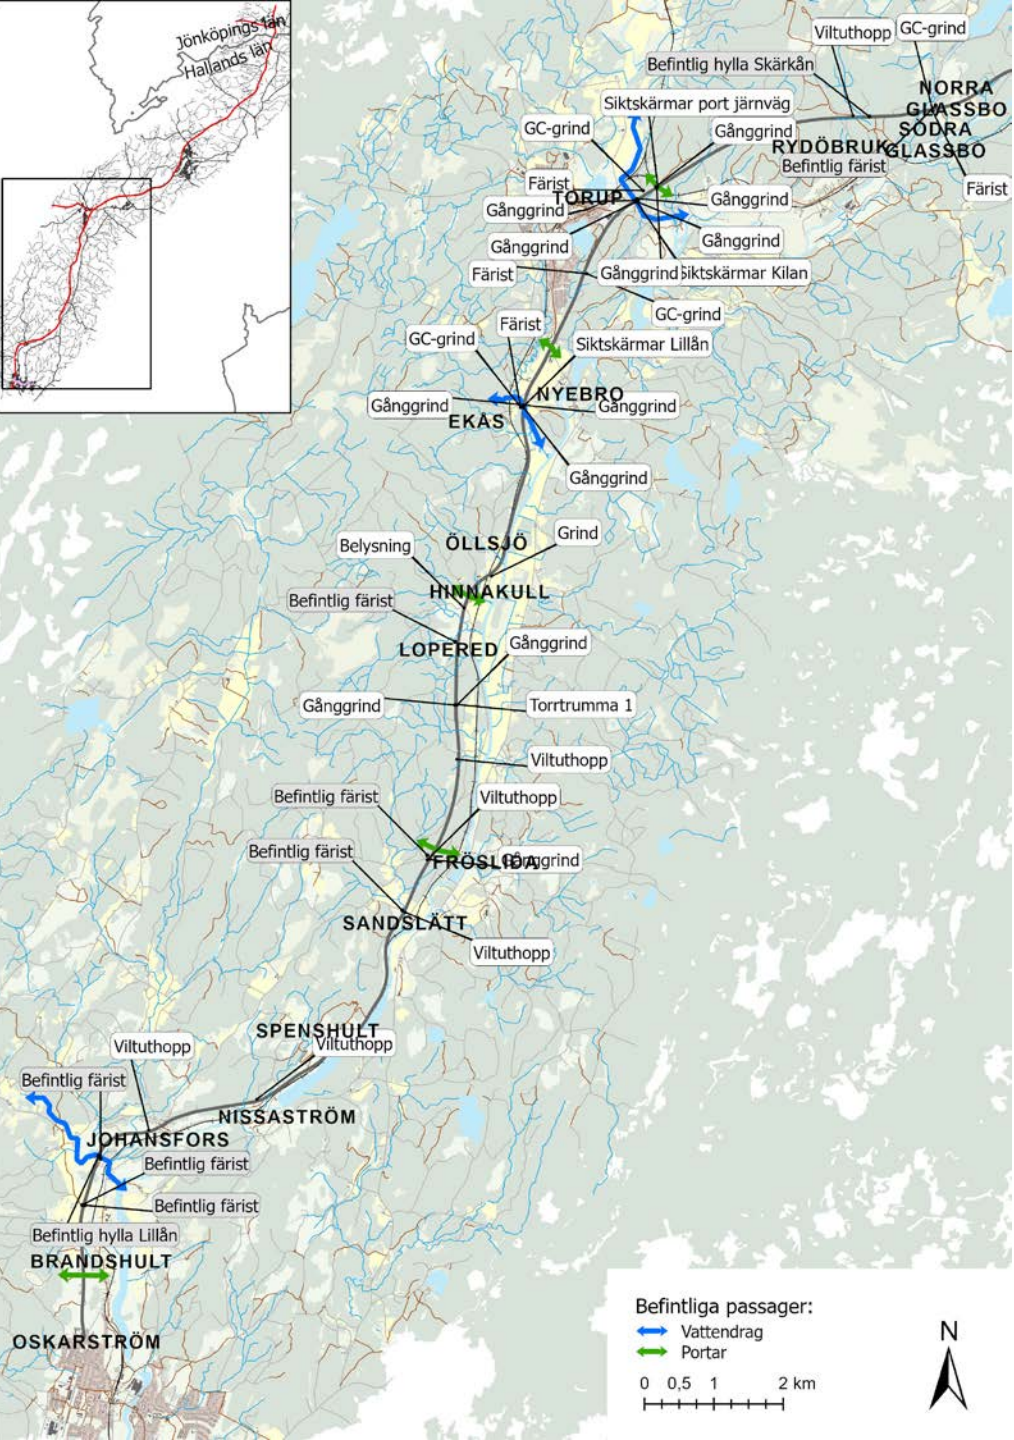 Jönköpings län
Hallands län
Viltuthopp
GC-grind
Befintlig hylla Skärkån
NORRA
GLASSBO
Siktskärmar port järnväg
GC-grind
Gånggrind
SÖDRA
GLASSBO
RYDÖBRUK
Befintlig färist
Färist
Färist
TORUP
Gånggrind
Gånggrind
Gånggrind
Gånggrind
Färist
Gånggrind
Siktskärmar Kilan
GC-grind
Färist
GC-grind
Siktskärmar Lillån
NYEBRO
Gånggrind
Gånggrind
EKÅS
Gånggrind
Grind
Belysning
ÖLLSJÖ
HINNAKULL
Befintlig färist
LOPERED
Gånggrind
Gånggrind
Torrtrumma 1
Viltuthopp
Befintlig färist
Viltuthopp
Befintlig färist
FRÖSLIDA
Gånggrind
SANDSLÄTT
Viltuthopp
SPENSHULT
Viltuthopp
Viltuthopp
Befintlig färist
NISSASTRÖM
JOHANSFORS
Befintlig färist
Befintlig färist
Befintlig hylla Lillån
BRANDSHULT
OSKARSTRÖM
Befintliga passager:
Vattendrag
Portar
0 0,5 1 2 km
N